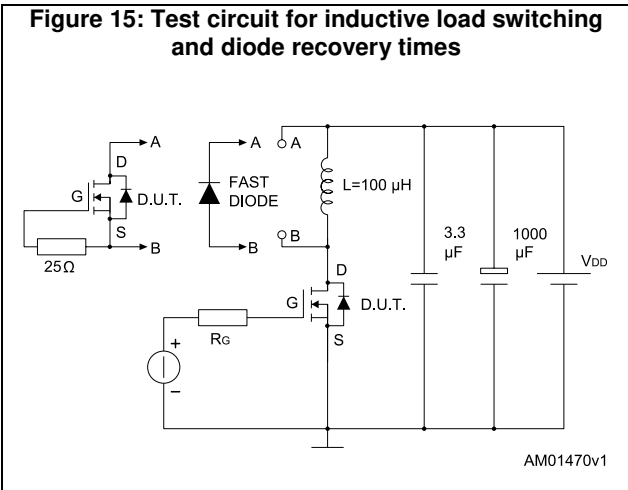 Figure 15: Test circuit for inductive load switching
and diode recovery times
A
D
G
D.U.T.
S
B
25Ω
A
FAST
DIODE
B
A
B
L=100 µH
3.3
µF
1000
µF
VDD
D
G
D.U.T.
S
RG
+
−
AM01470v1